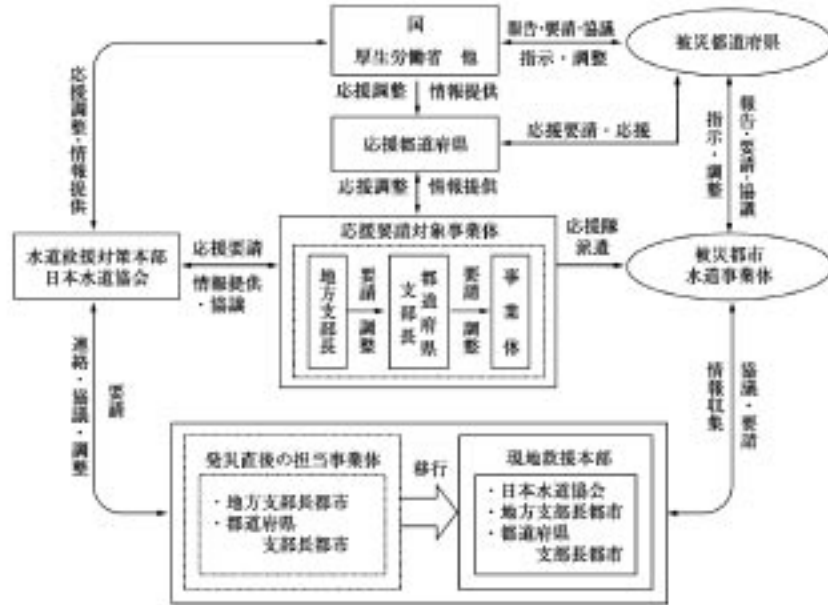 国
厚生労働省　他
報告・要請・協議
指示・調整
被災都道府県
応援調整
情報提供
応援都道府県
応援要請・応援
応援調整・情報提供
指示・調整
報告・要請・協議
応援調整
情報提供
水道救援対策本部
日本水道協会
応援要請
情報提供
・協議
応援要請対象事業体
地方支部長
要請
調整
都道府県
支部長
要請
調整
事業体
応援隊
派遣
被災都市
水道事業体
連絡・協議・調整
要請
情報収集
協議・要請
発災直後の担当事業体
・地方支部長都市
・都道府県
支部長都市
移行
現地救援本部
・日本水道協会
・地方支部長都市
・都道府県
支部長都市